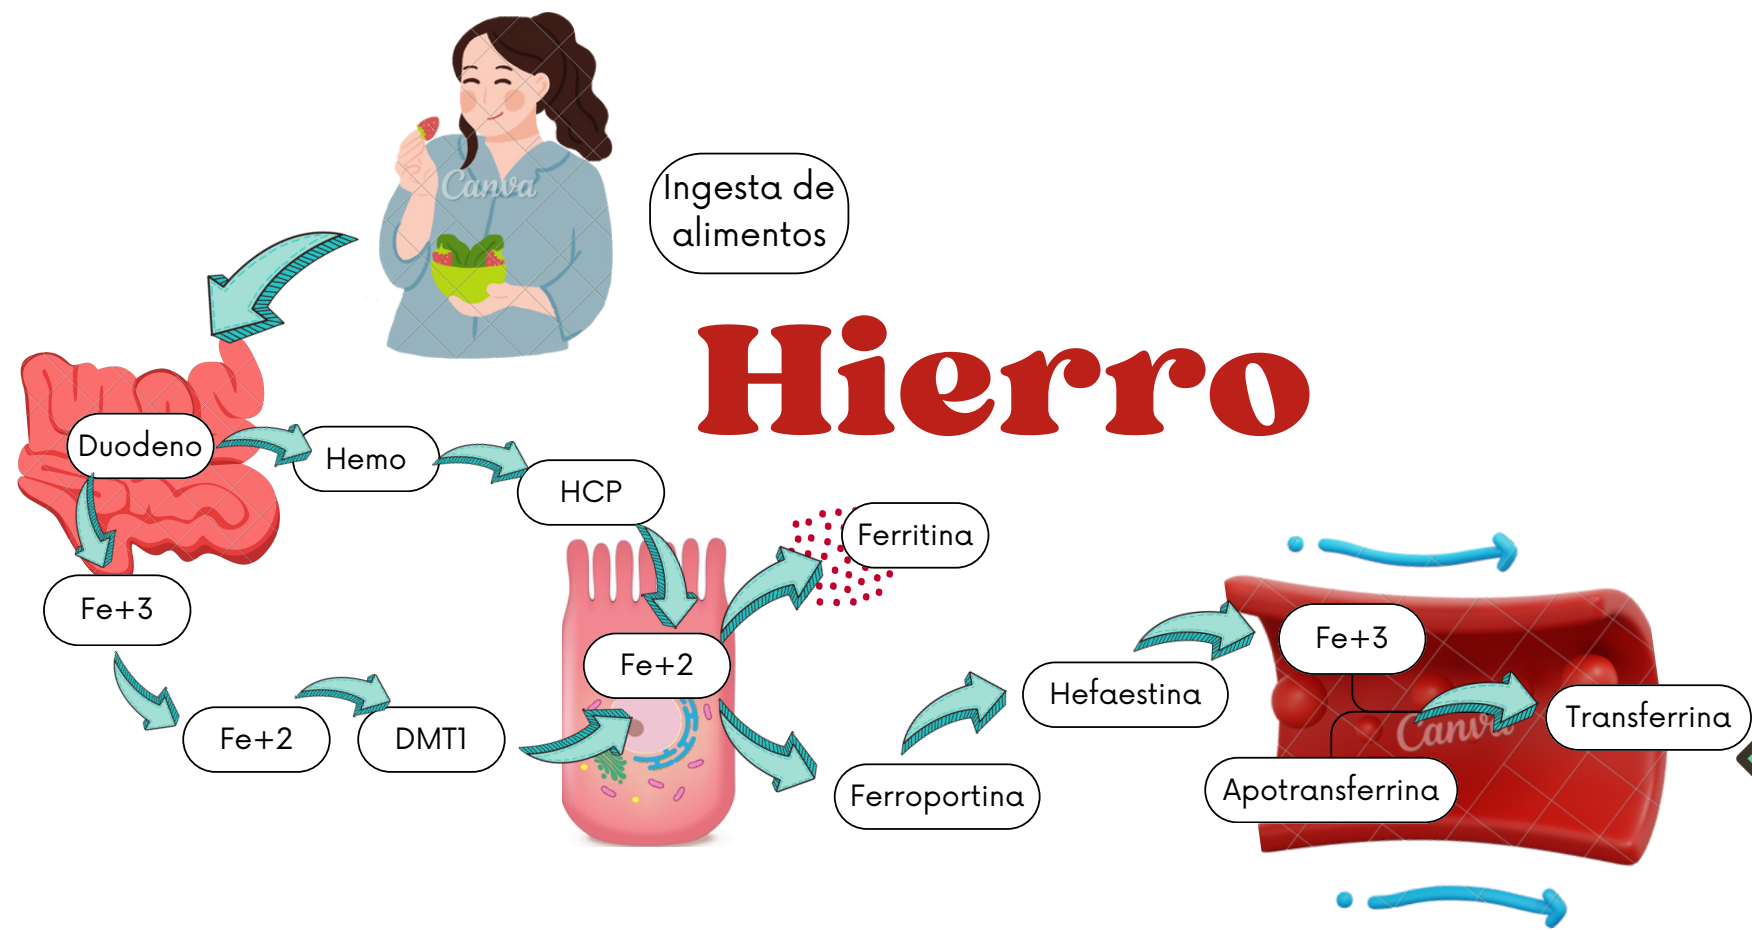 Canva
Ingesta de
alimentos
Hierro
Duodeno
Hemo
HCP
Ferritina
Fe+3
Fe+2
Fe+3
Hefaestina
Fe+2
DMT1
Transferrina
Canva
Ferroportina
Apotransferrina